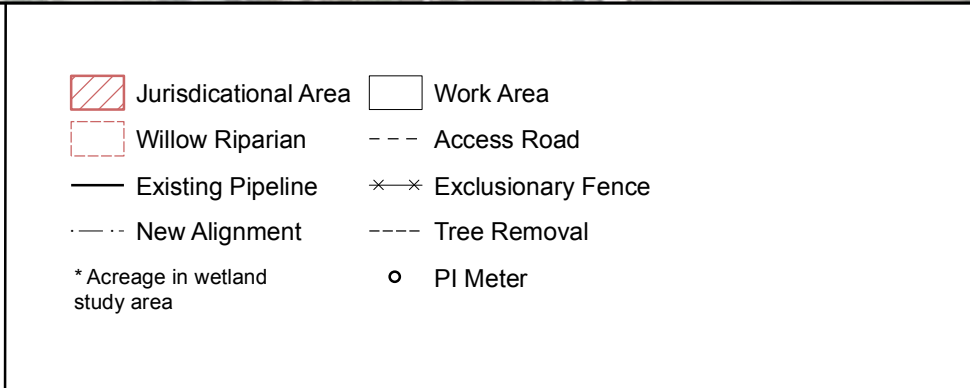 Jurisdicational Area
Willow Riparian
Existing Pipeline
New Alignment
* Acreage in wetland
study area
Work Area
Access Road
Exclusionary Fence
Tree Removal
PI Meter